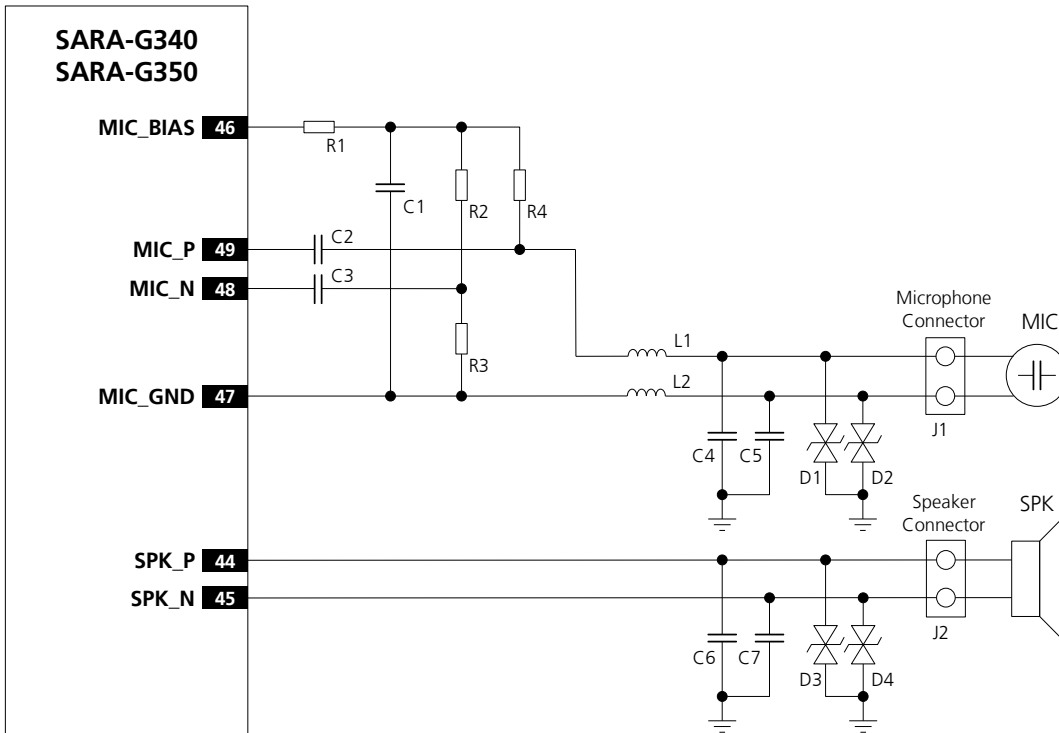 SARA-G340
SARA-G350
MIC_BIAS 46
R1
C1
R2
R4
MIC_P 49
C2
MIC_N 48
C3
R3
MIC_GND 47
L1
L2
Microphone
Connector
MIC
J1
C4
C5
D1
D2
Speaker
Connector
SPK
SPK_P 44
SPK_N 45
J2
C6
C7
D3
D4